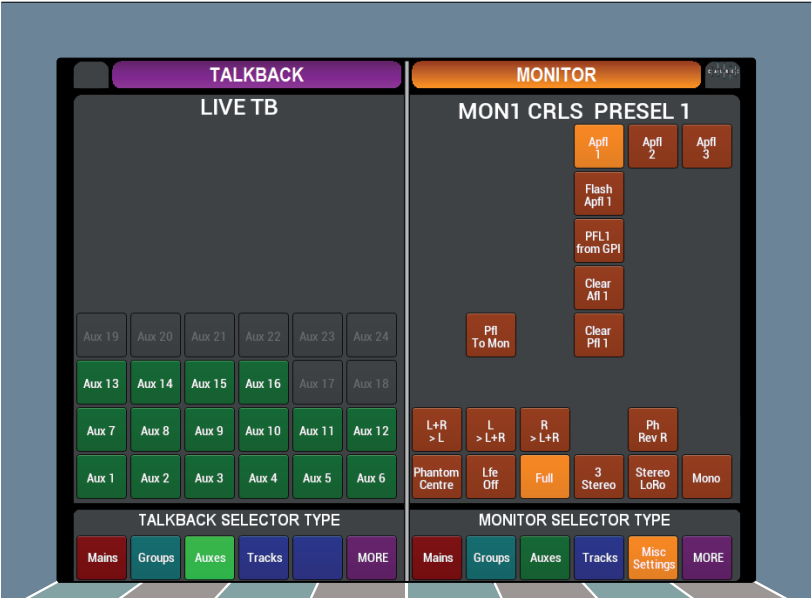 TALKBACK
LIVE TB
Aux 19 Aux 20 Aux 21 Aux 22 Aux 23 Aux 24
Aux 13 Aux 14 Aux 15 Aux 16 Aux 17 Aux 18
Aux 7 Aux 8 Aux 9 Aux 10 Aux 11 Aux 12
Aux 1 Aux 2 Aux 3 Aux 4 Aux 5 Aux 6
TALKBACK SELECTOR TYPE
Mains Groups Auxes Tracks MORE
MONITOR
CALREC
MON1 CRLS PRESEL 1
Apfl
1
Apfl
2
Apfl
3
Flash
Apfl 1
PFL1
from GPI
Clear
Afl 1
Pfl
To Mon
Clear
Pfl 1
L+R
> L
L
> L+R
R
> L+R
Ph
Rev R
Phantom
Centre
Lfe
Off
Full
3
Stereo
Stereo
LoRo
Mono
MONITOR SELECTOR TYPE
Mains Groups Auxes Tracks
Misc
Settings
MORE